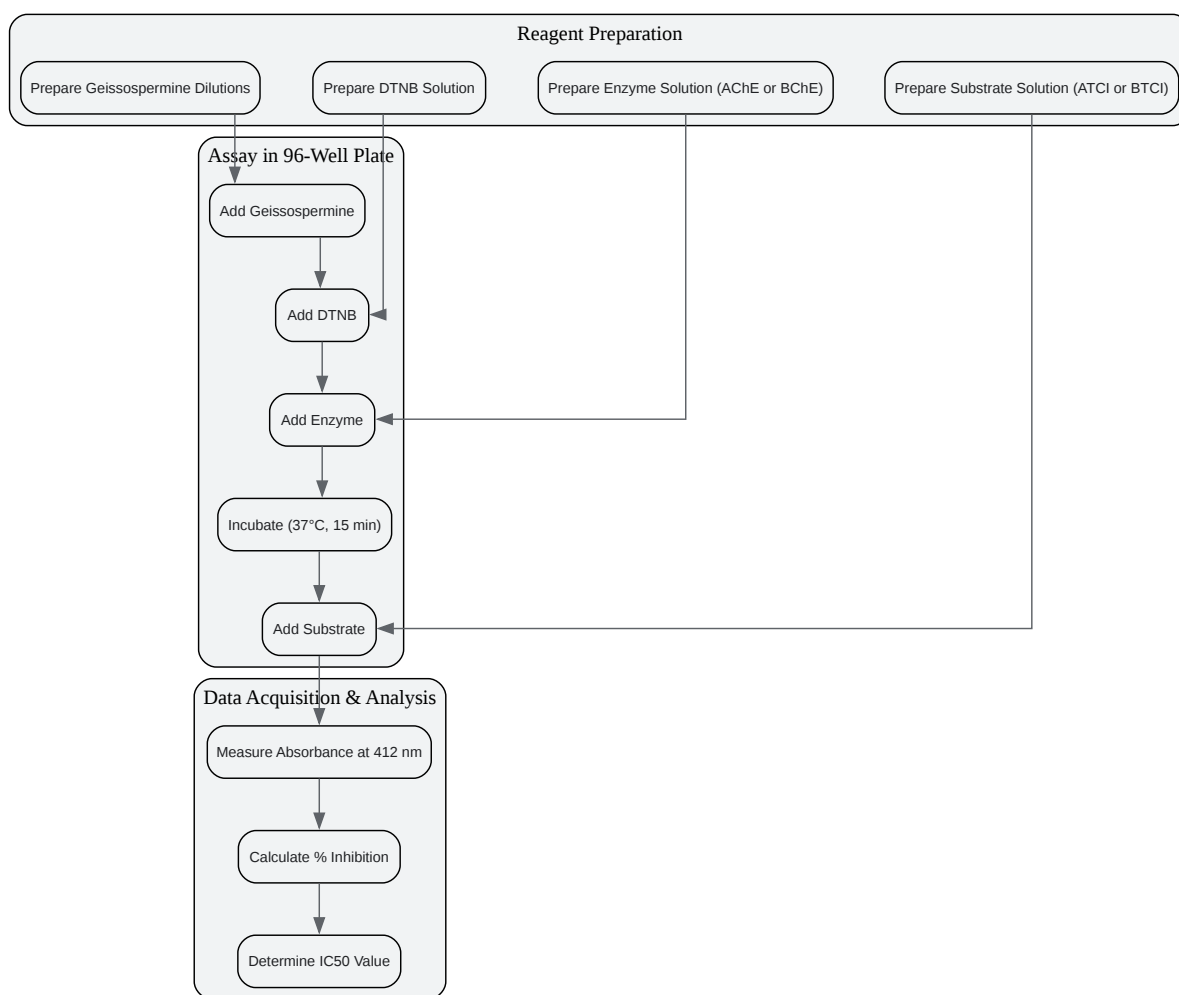 Reagent Preparation
Prepare Geissospermine Dilutions
Prepare DTNB Solution
Prepare Enzyme Solution (AChE or BChE)
Prepare Substrate Solution (ATCI or BTCI)
Assay in 96-Well Plate
Add Geissospermine
Add DTNB
Add Enzyme
Incubate (37°C, 15 min)
Add Substrate
Data Acquisition & Analysis
Measure Absorbance at 412 nm
Calculate % Inhibition
Determine IC50 Value